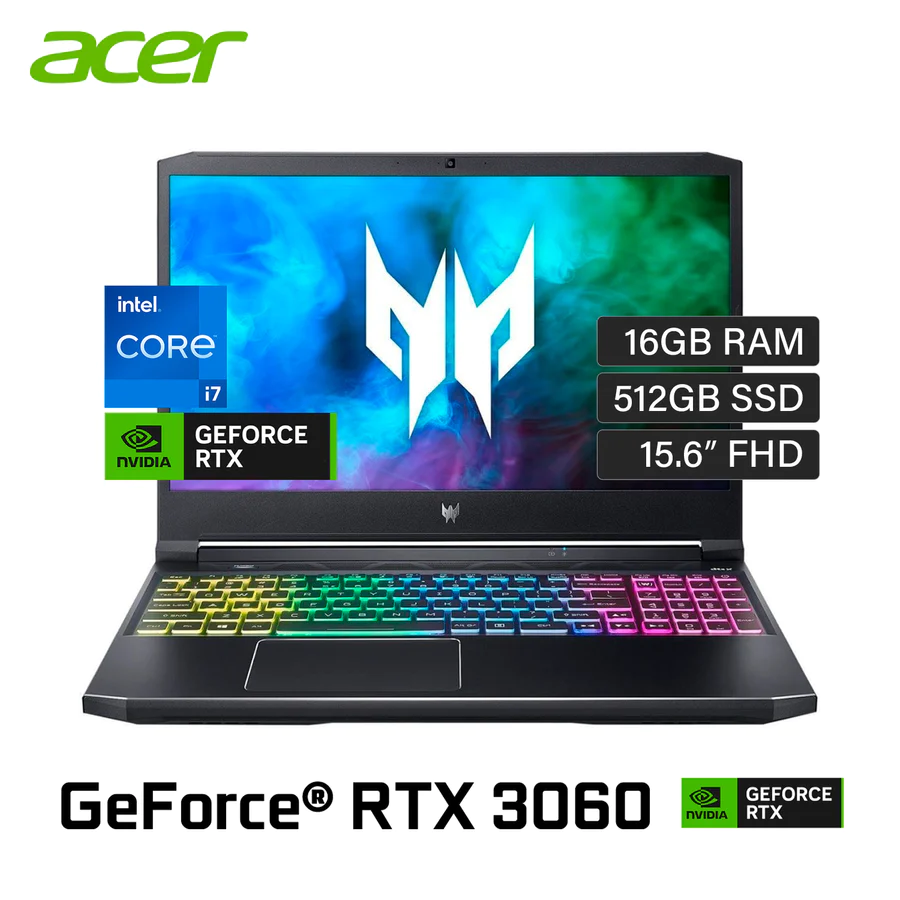 acer
intel.
CORE™
i7
NVIDIA
GEFORCE
RTX
16GB RAM
512GB SSD
15.6” FHD
GeForce® RTX 3060
NVIDIA
GEFORCE
RTX